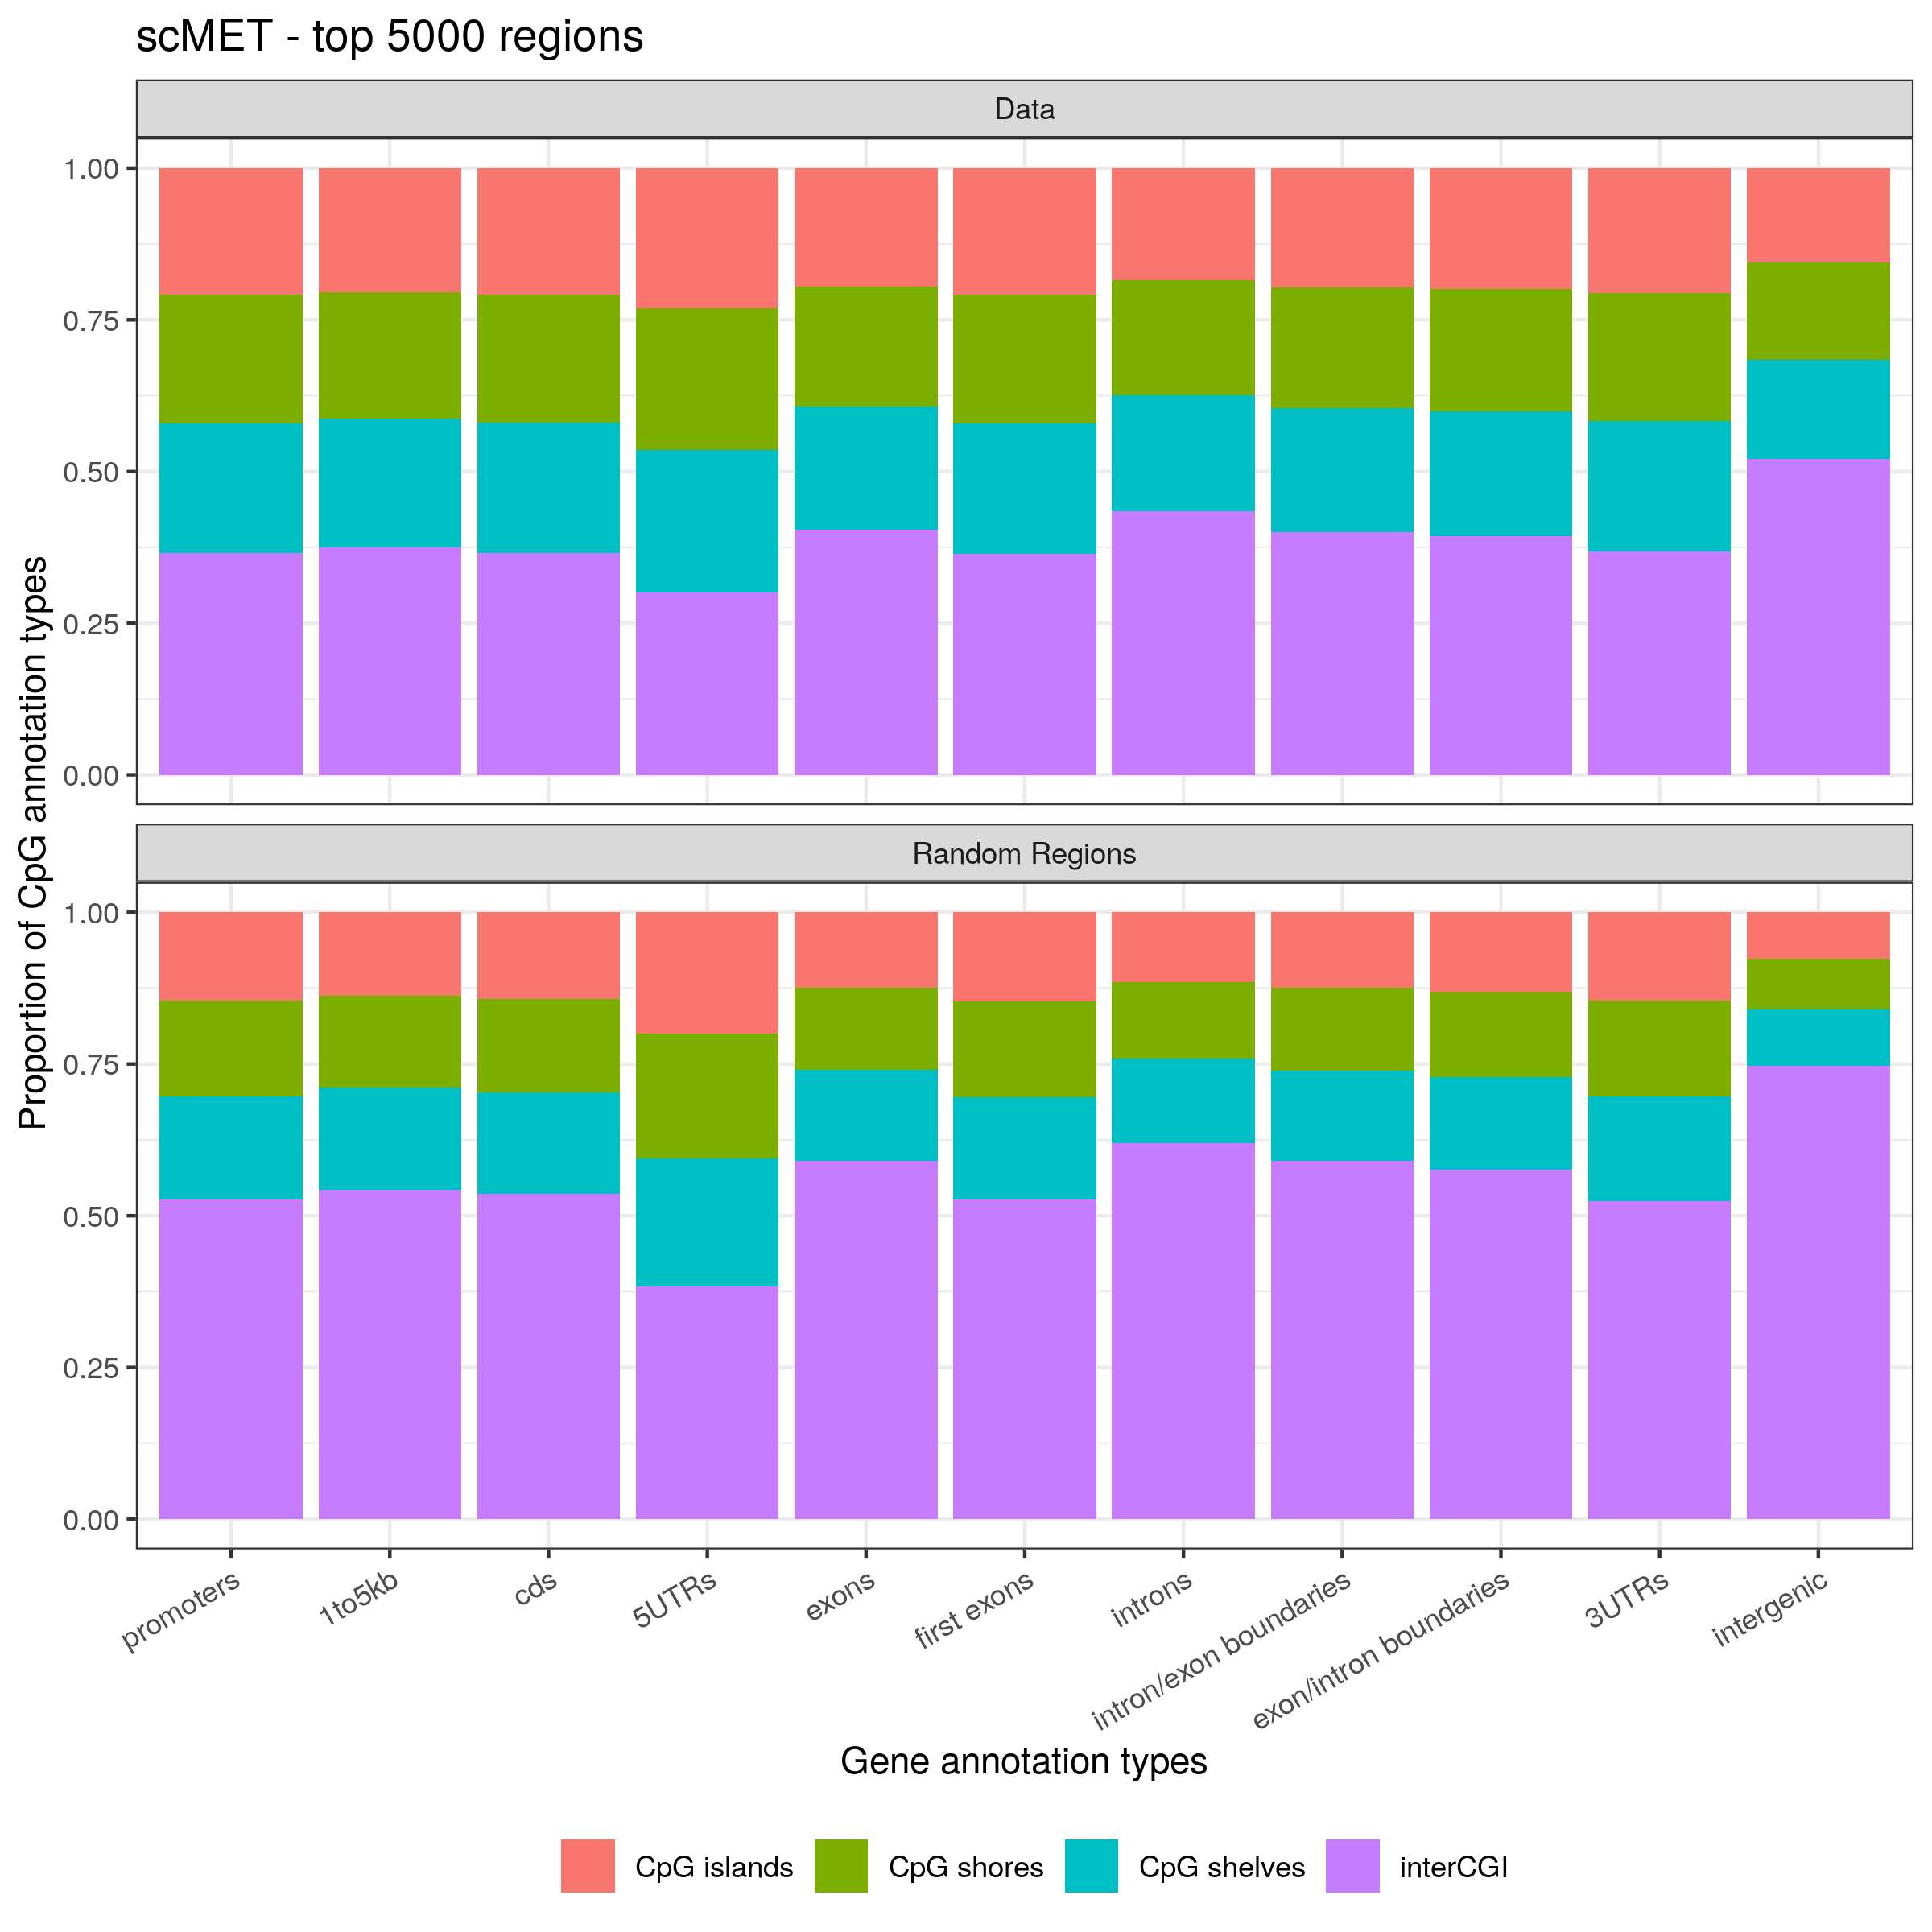 scMET - top 5000 regions
Data
1.00
0.75
0.50
0.25
0.00
Random Regions
1.00
0.75
0.50
0.25
0.00
Proportion of CpG annotation types
promoters
1to5kb
cds
5UTRs
exons
first exons
introns
intron/exon boundaries
exon/intron boundaries
3UTRs
intergenic
Gene annotation types
CpG islands
CpG shores
CpG shelves
interCGI